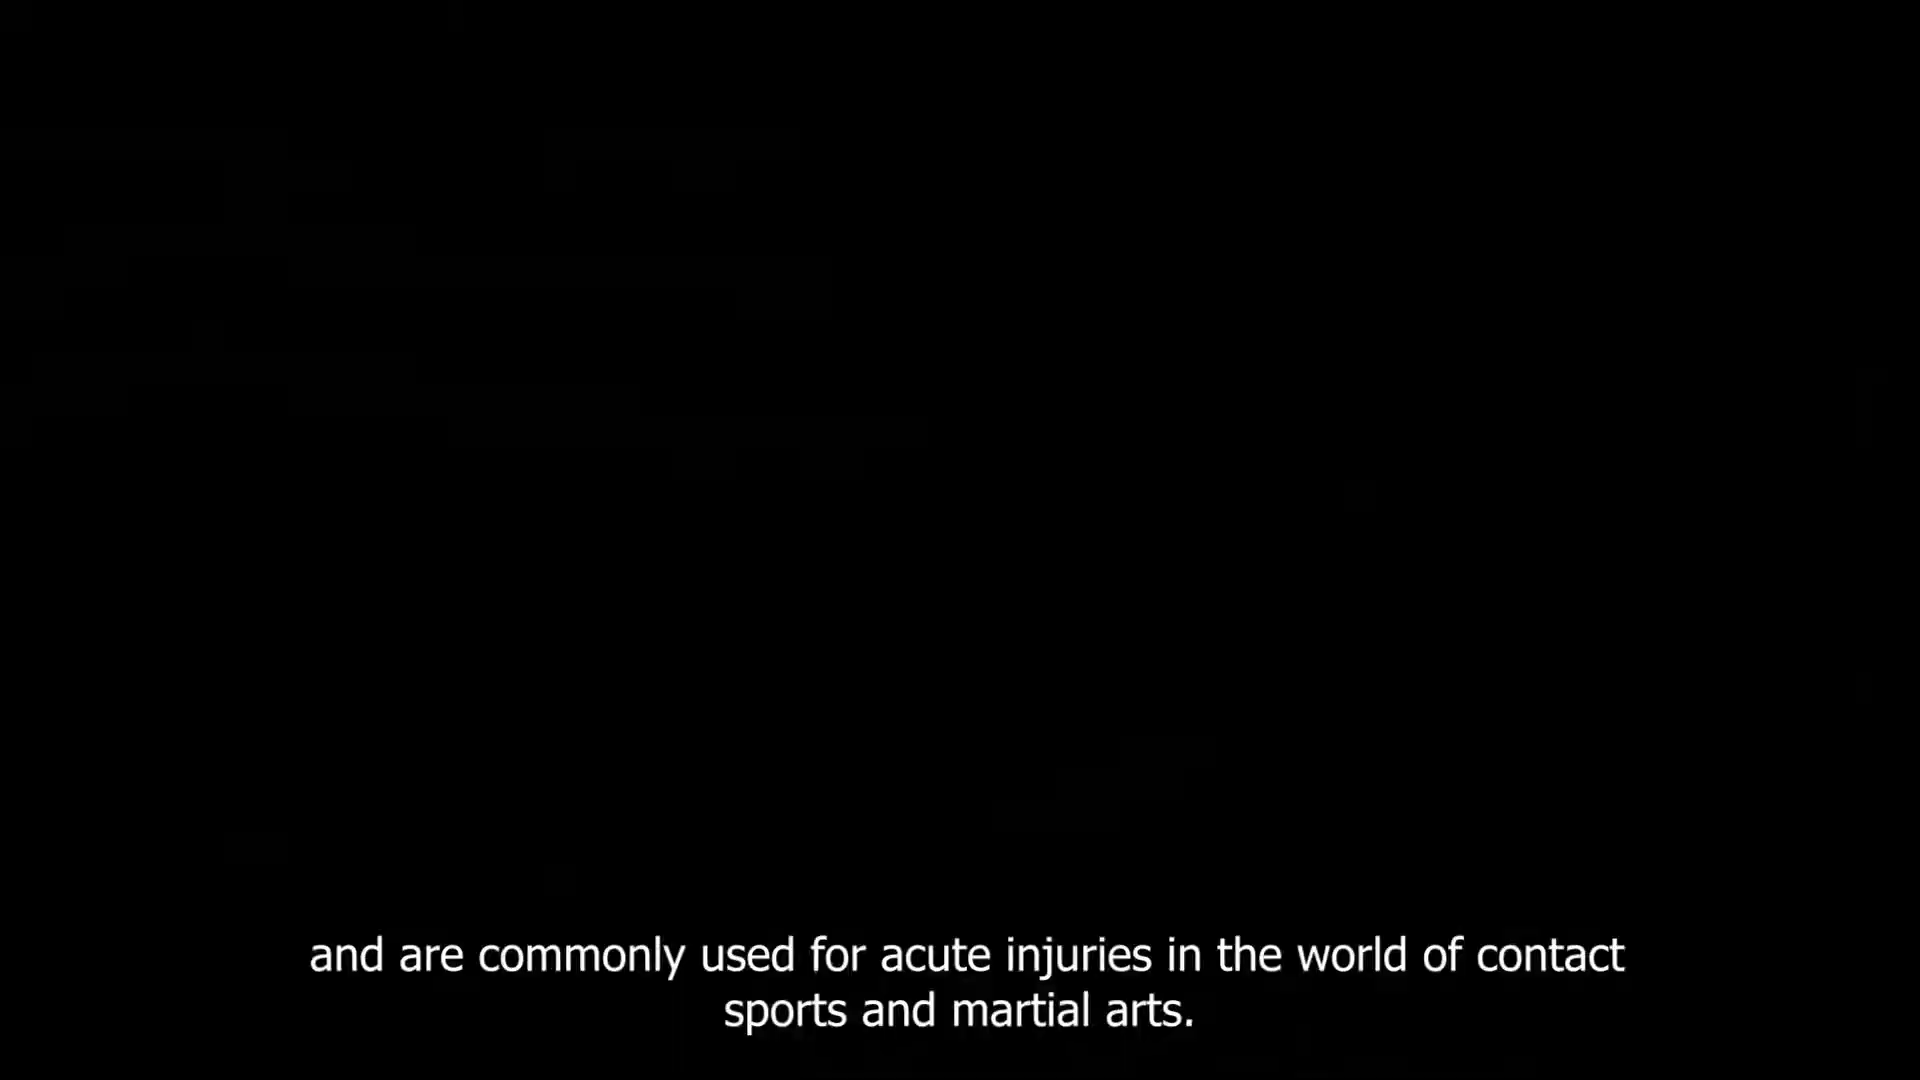 and are commonly used for acute injuries in the world of contact
sports and martial arts.